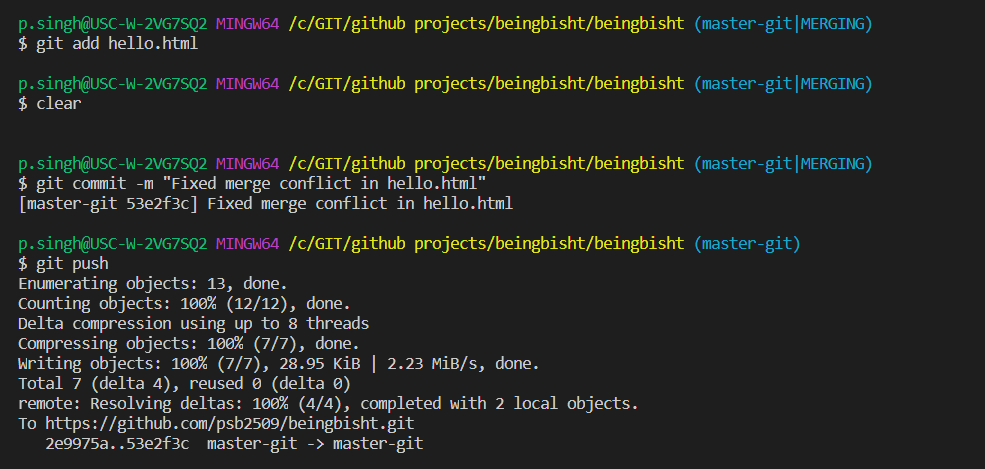 p.singh@USC-W-2VG7SQ2 MINGW64 /c/GIT/github projects/beingbisht/beingbisht (master-git|MERGING)
$ git add hello.html
p.singh@USC-W-2VG7SQ2 MINGW64 /c/GIT/github projects/beingbisht/beingbisht (master-git|MERGING)
$ clear
p.singh@USC-W-2VG7SQ2 MINGW64 /c/GIT/github projects/beingbisht/beingbisht (master-git|MERGING)
$ git commit -m "Fixed merge conflict in hello.html"
[master-git 53e2f3c] Fixed merge conflict in hello.html
p.singh@USC-W-2VG7SQ2 MINGW64 /c/GIT/github projects/beingbisht/beingbisht (master-git)
$ git push
Enumerating objects: 13, done.
Counting objects: 100% (12/12), done.
Delta compression using up to 8 threads
Compressing objects: 100% (7/7), done.
Writing objects: 100% (7/7), 28.95 KiB | 2.23 MiB/s, done.
Total 7 (delta 4), reused 0 (delta 0)
remote: Resolving deltas: 100% (4/4), completed with 2 local objects.
To https://github.com/psb2509/beingbisht.git
   2e9975a..53e2f3c  master-git -> master-git